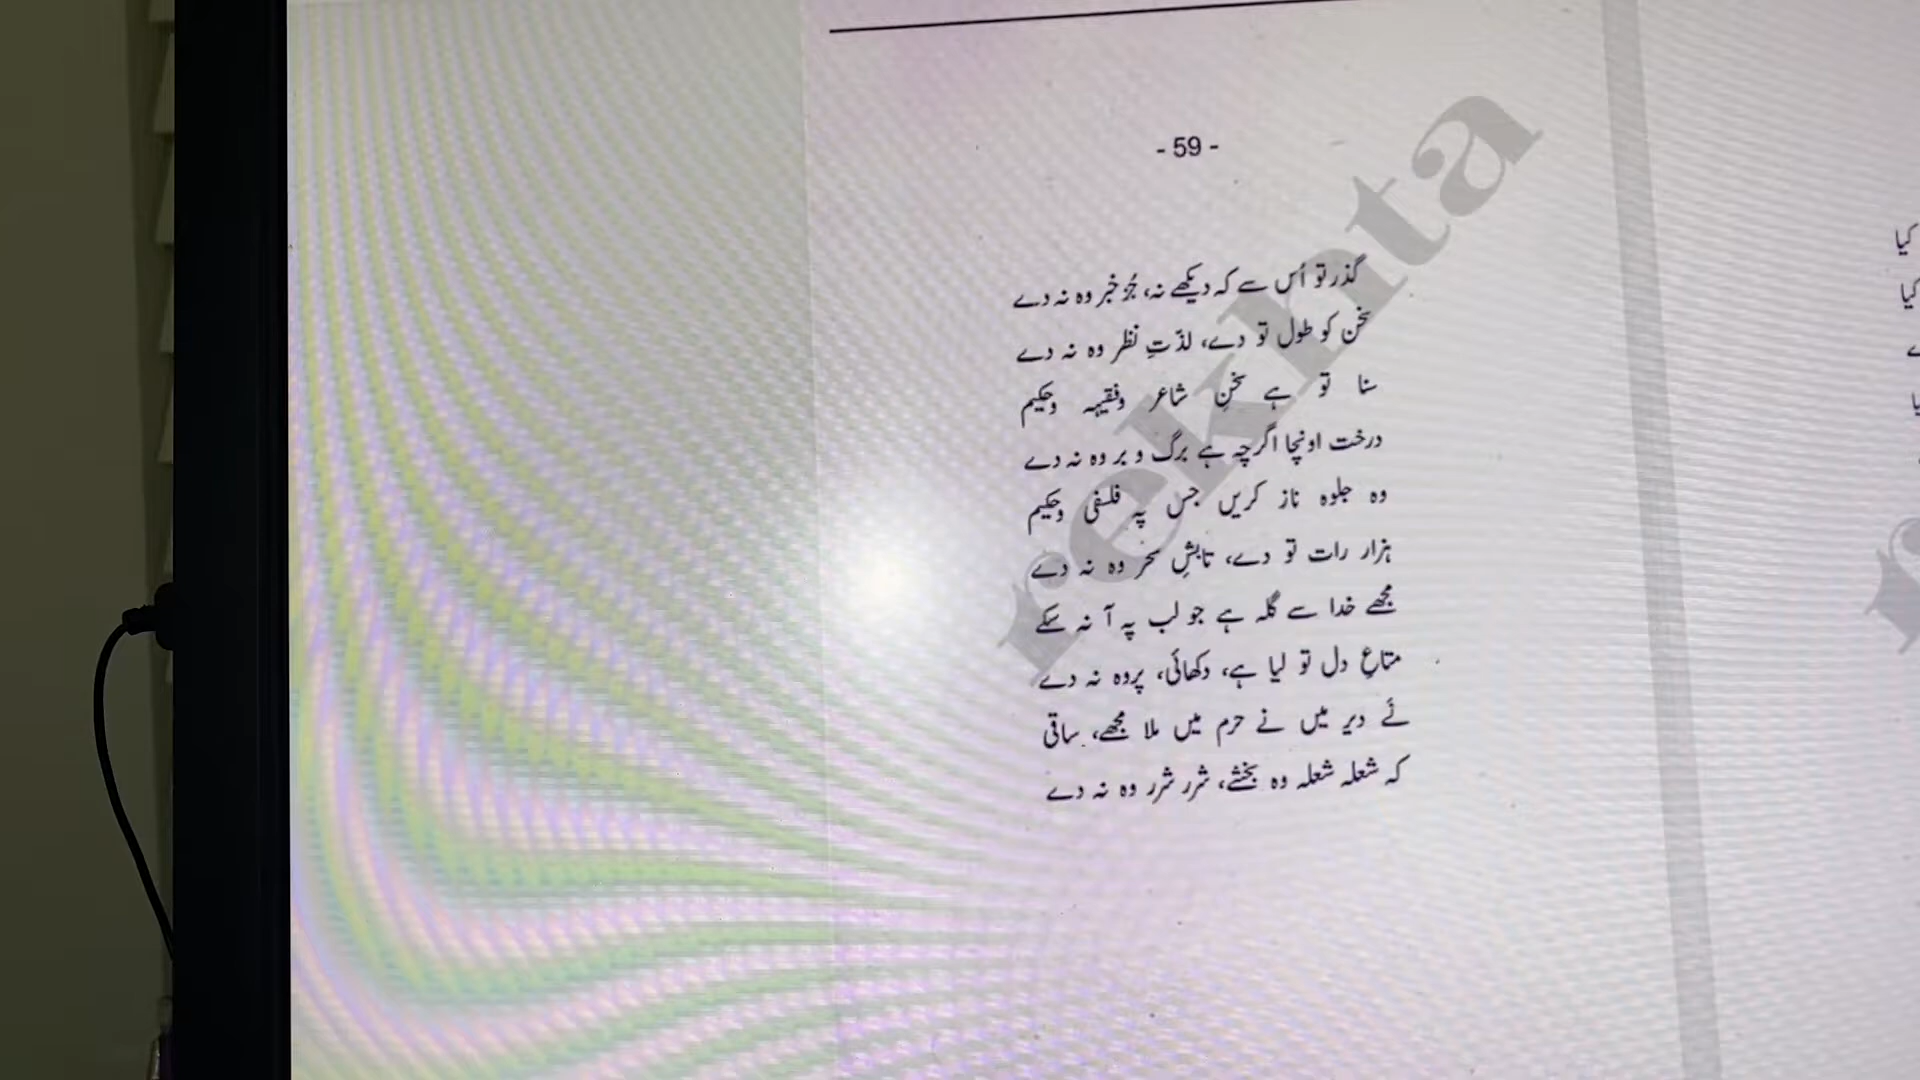 - 59 -
گذر تو اُس سے کہ دیکھے نہ، جُز خبر وہ نہ دے
سخن کو طول تو دے، لذّتِ نظر وہ نہ دے
سنا تو ہے سخنِ شاعر وفقیہہ وحکیم
درخت اونچا اگرچہ ہے برگ و بر وہ نہ دے
وہ جلوہ ناز کریں جس پہ فلسفی وحکیم
ہزار رات تو دے، تابشِ سحر وہ نہ دے
مجھے خدا سے گلہ ہے جو لب پہ آ نہ سکے
متاعِ دل تو لیا ہے، دکھائی، پروہ نہ دے
نَے دیر میں نے حرم میں ملا مجھے، ساقی
کہ شعلہ شعلہ وہ بخشے، شرر شرر وہ نہ دے
rekhta
کیا
کیا